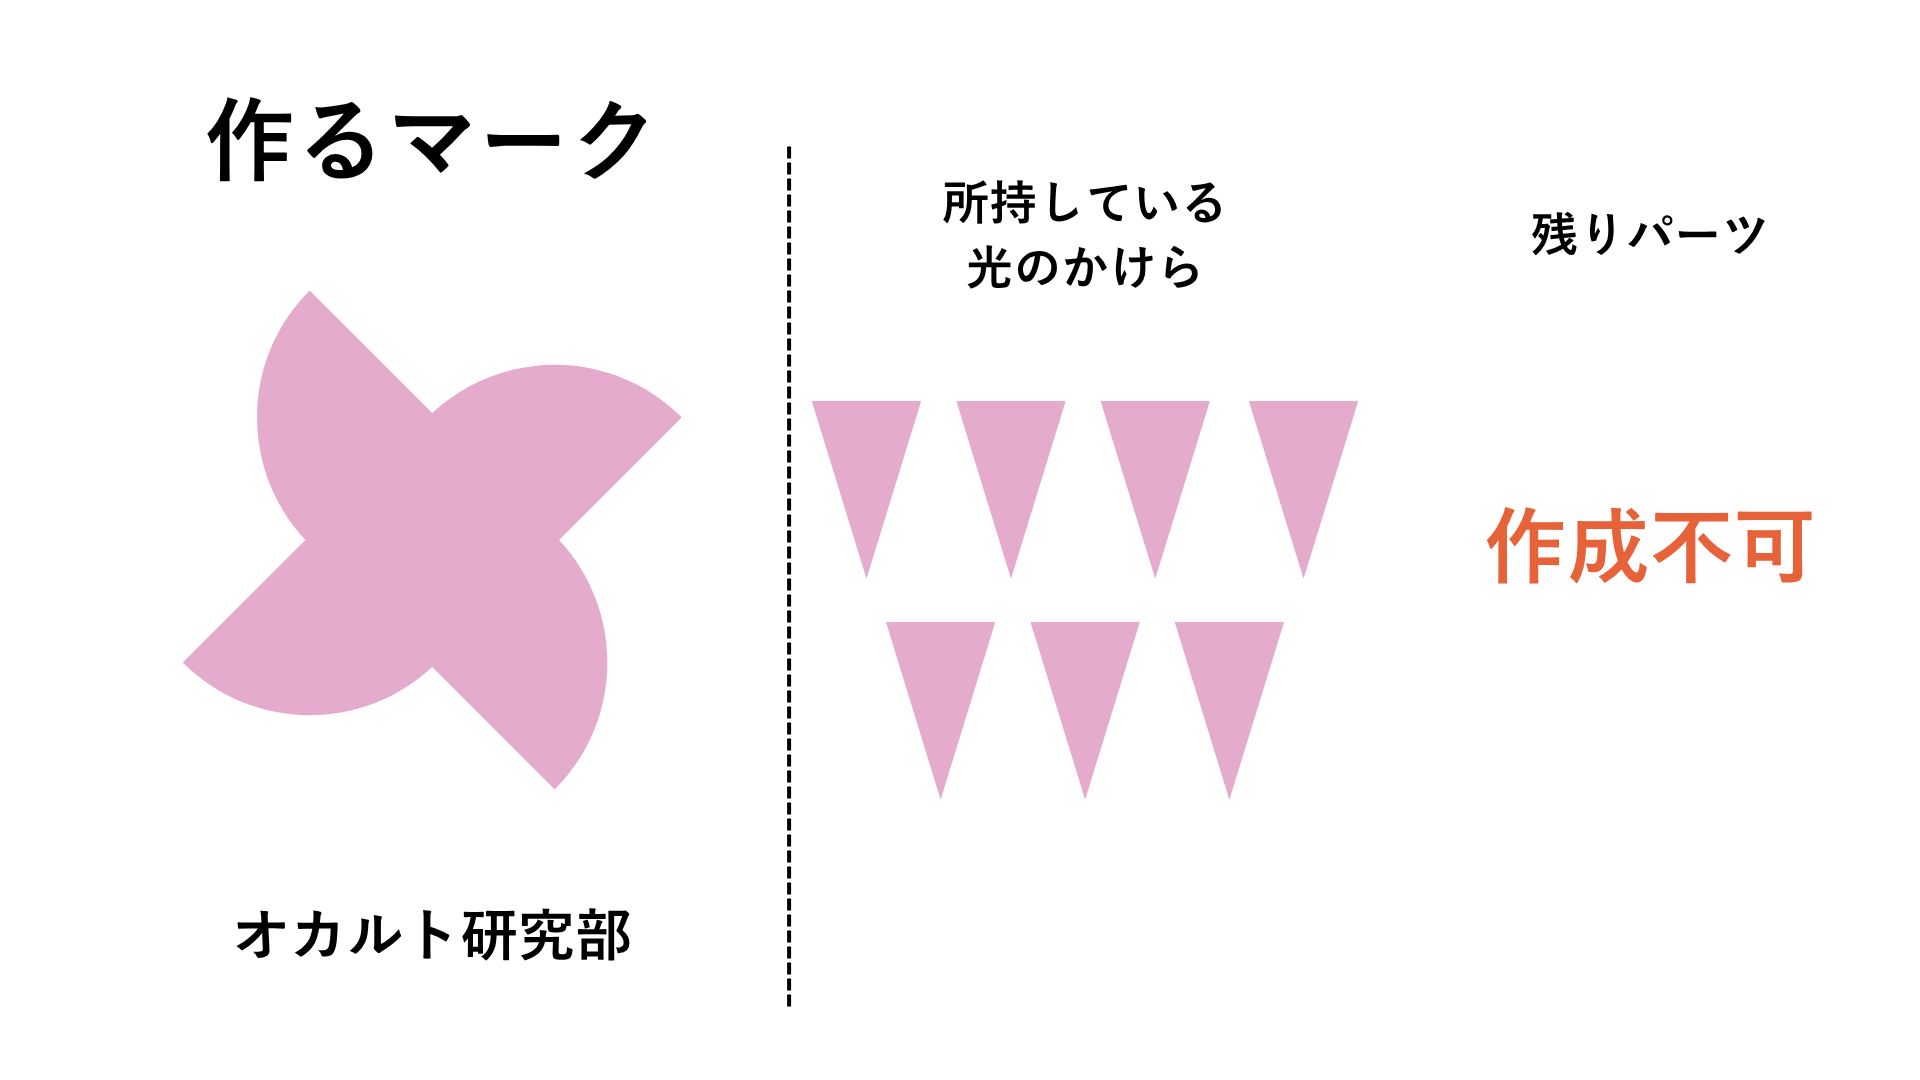 作るマーク
所持している
光のかけら
残りパーツ
作成不可
オカルト研究部